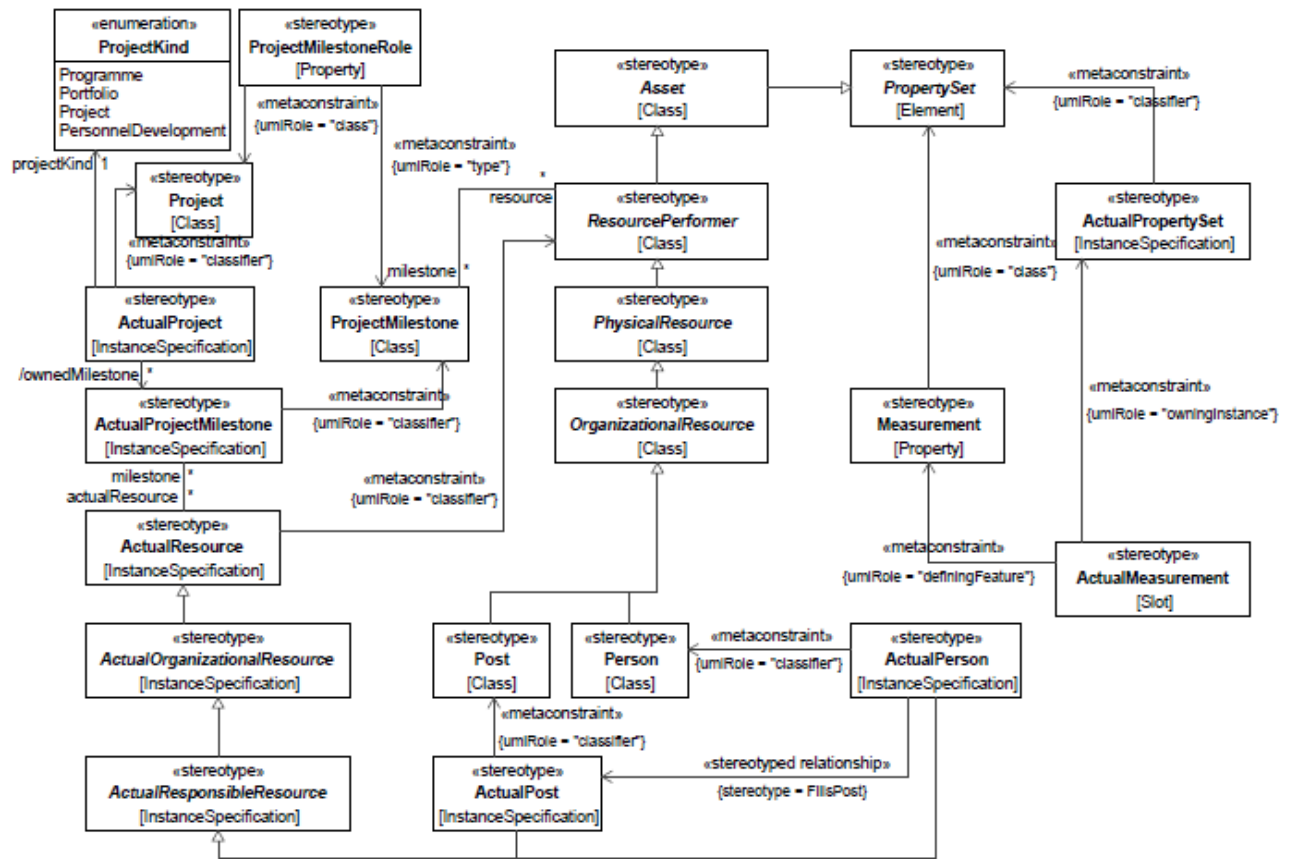 «enumeration»
ProjectKind
Programme
Portfolio
Project
PersonnelDevelopment
«stereotype»
ProjectMilestoneRole
[Property]
«stereotype»
Asset
[Class]
«stereotype»
PropertySet
[Element]
«metaconstraint»
{umlRole = "classifier"}
«metaconstraint»
{umlRole = "class"}
«metaconstraint»
{umlRole = "type"}
projectKind 1
«stereotype»
Project
[Class]
«metaconstraint»
{umlRole = "classifier"}
*
resource
«stereotype»
ResourcePerformer
[Class]
«stereotype»
ActualPropertySet
[InstanceSpecification]
«metaconstraint»
{umlRole = "class"}
milestone *
«stereotype»
ActualProject
[InstanceSpecification]
«stereotype»
ProjectMilestone
[Class]
«stereotype»
PhysicalResource
[Class]
/ownedMilestone *
«metaconstraint»
{umlRole = "classifier"}
«stereotype»
ActualProjectMilestone
[InstanceSpecification]
«stereotype»
OrganizationalResource
[Class]
«stereotype»
Measurement
[Property]
«metaconstraint»
{umlRole = "owningInstance"}
milestone *
actualResource *
«metaconstraint»
{umlRole = "classifier"}
«stereotype»
ActualResource
[InstanceSpecification]
«metaconstraint»
{umlRole = "definingFeature"}
«stereotype»
ActualMeasurement
[Slot]
«stereotype»
ActualOrganizationalResource
[InstanceSpecification]
«stereotype»
Post
[Class]
«stereotype»
Person
[Class]
«metaconstraint»
{umlRole = "classifier"}
«stereotype»
ActualPerson
[InstanceSpecification]
«metaconstraint»
{umlRole = "classifier"}
«stereotype»
ActualResponsibleResource
[InstanceSpecification]
«stereotype»
ActualPost
[InstanceSpecification]
«stereotyped relationship»
{stereotype = FillsPost}